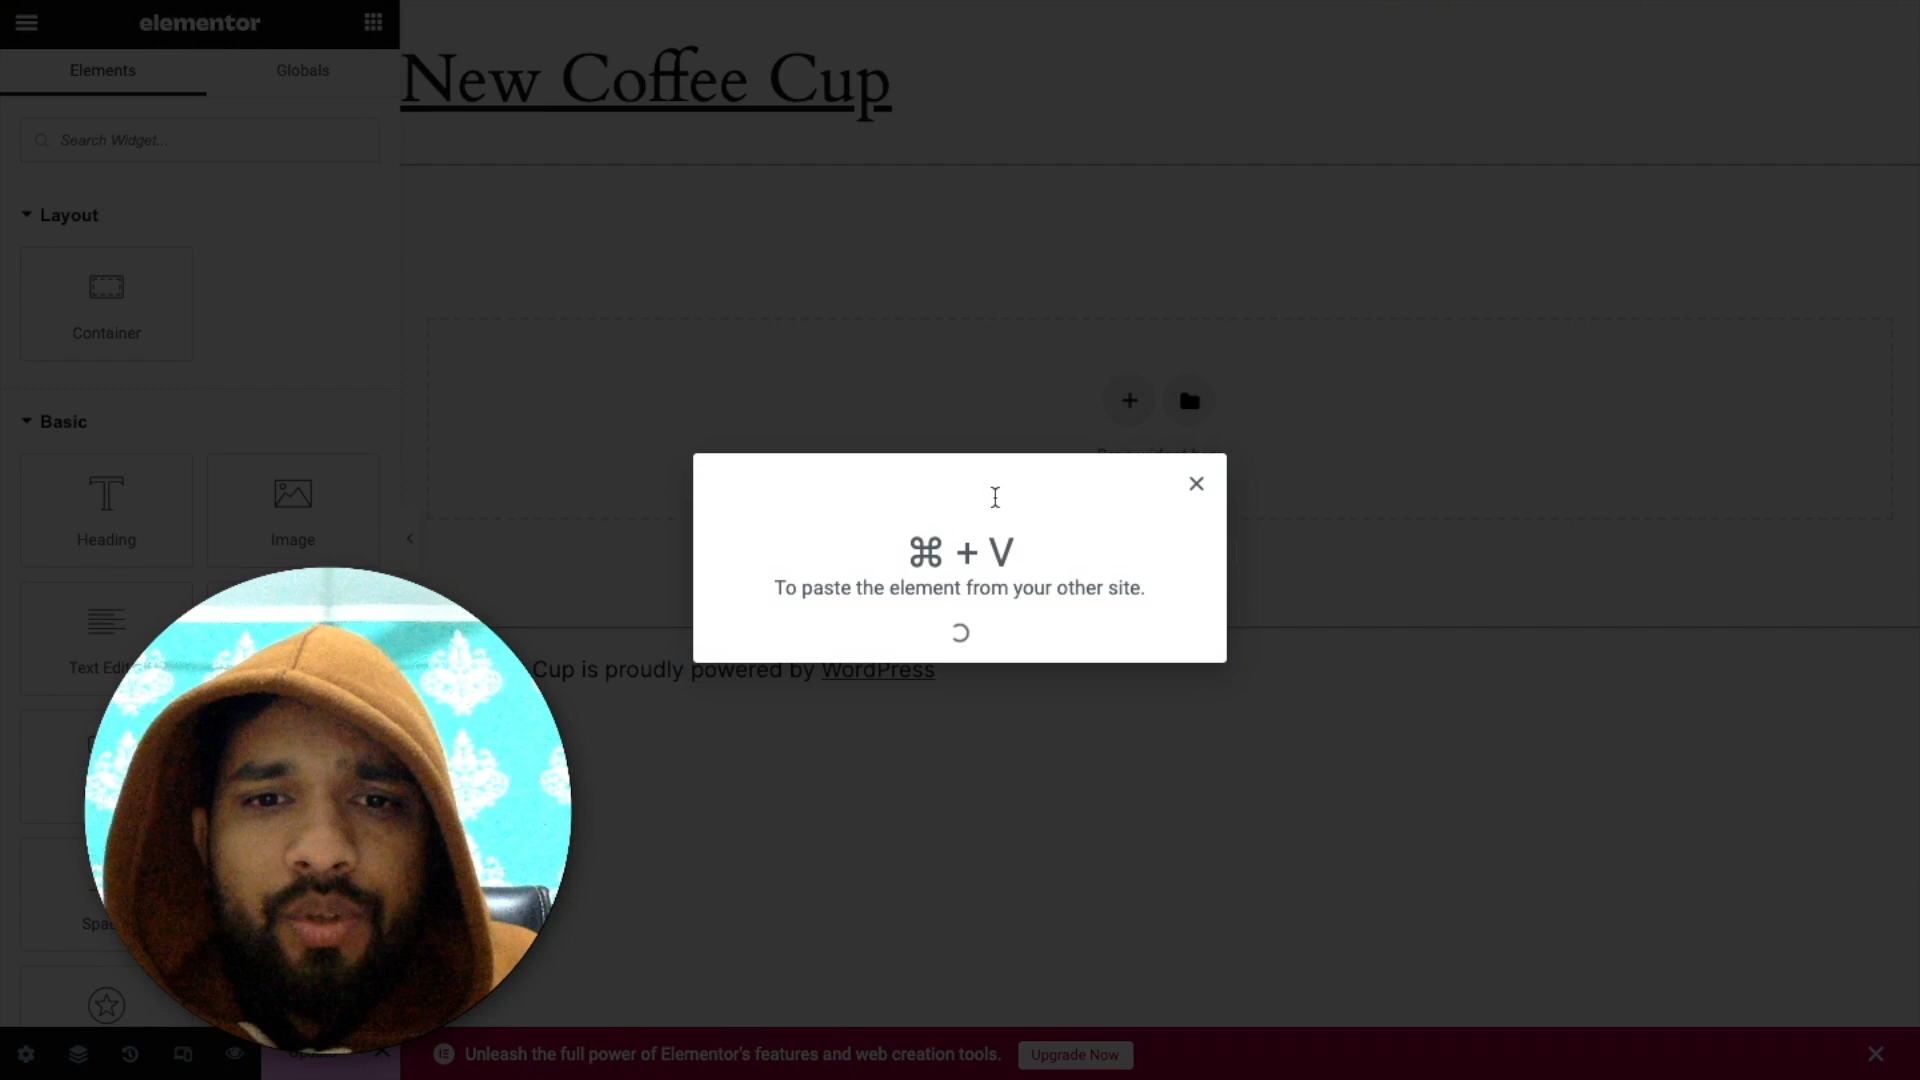 elementor
Elements
Globals
New Coffee Cup
Search Widget...
Layout
Container
Basic
Heading
Image
⌘ + V
To paste the element from your other site.
Cup is proudly powered by WordPress
Unleash the full power of Elementor's features and web creation tools.
Upgrade Now